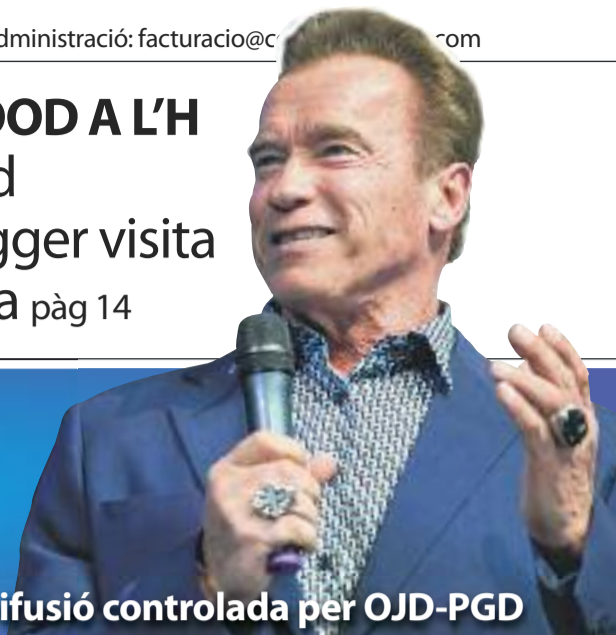 dministració: facturacio@c com
OOD A L'H
d
gger visita
a pàg 14
ifusió controlada per OJD-PGD